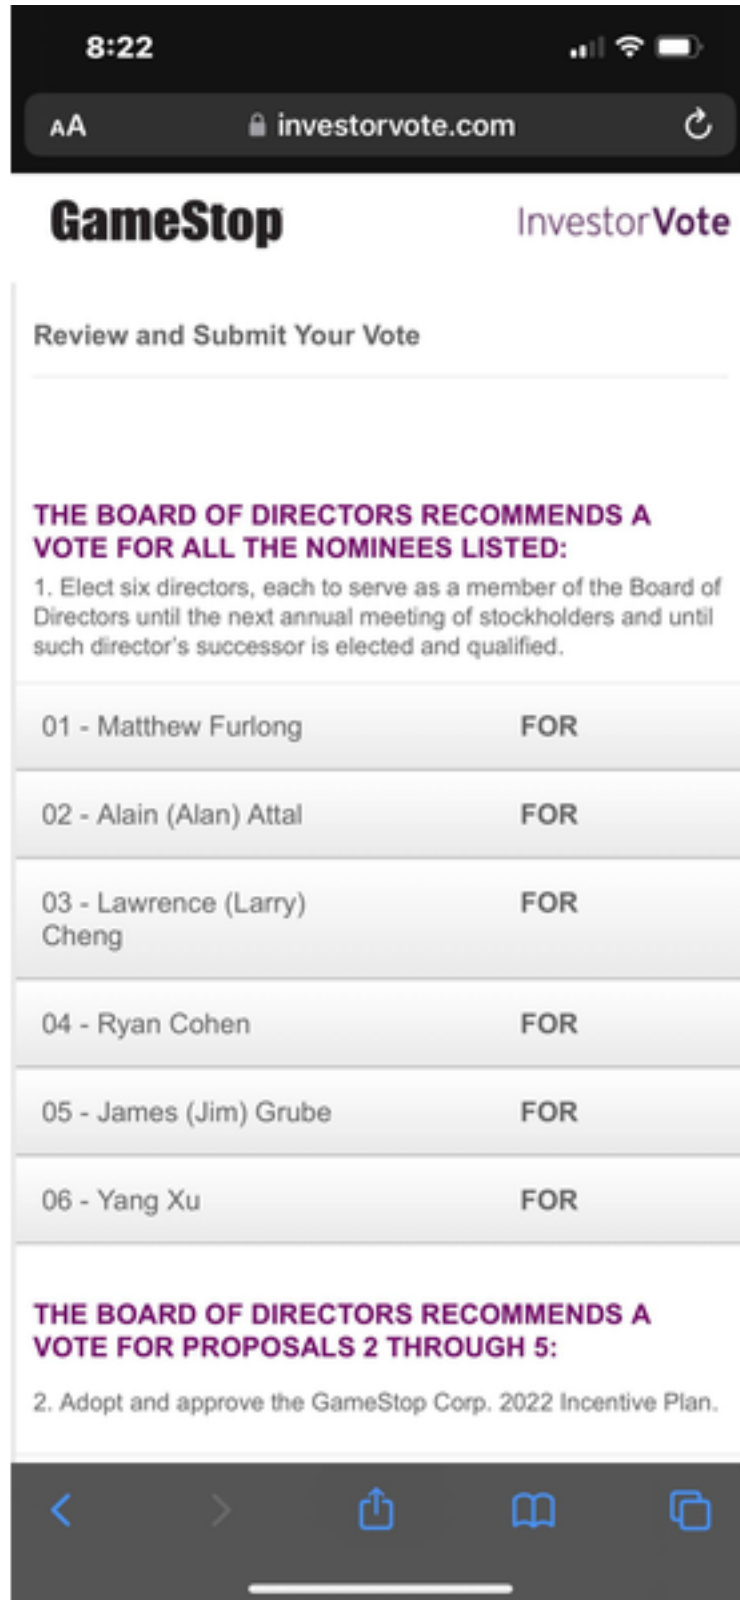 8:22
AA investorvote.com
GameStop InvestorVote
Review and Submit Your Vote
THE BOARD OF DIRECTORS RECOMMENDS A
VOTE FOR ALL THE NOMINEES LISTED:
1. Elect six directors, each to serve as a member of the Board of
Directors until the next annual meeting of stockholders and until
such director's successor is elected and qualified.
01 - Matthew Furlong FOR
02 - Alain (Alan) Attal FOR
03 - Lawrence (Larry) FOR
Cheng
04 - Ryan Cohen FOR
05 - James (Jim) Grube FOR
06 - Yang Xu FOR
THE BOARD OF DIRECTORS RECOMMENDS A
VOTE FOR PROPOSALS 2 THROUGH 5:
2. Adopt and approve the GameStop Corp. 2022 Incentive Plan.